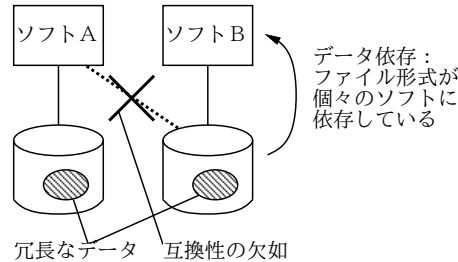 ソフトA
ソフトB
データ依存：
ファイル形式が
個々のソフトに
依存している
冗長なデータ
互換性の欠如